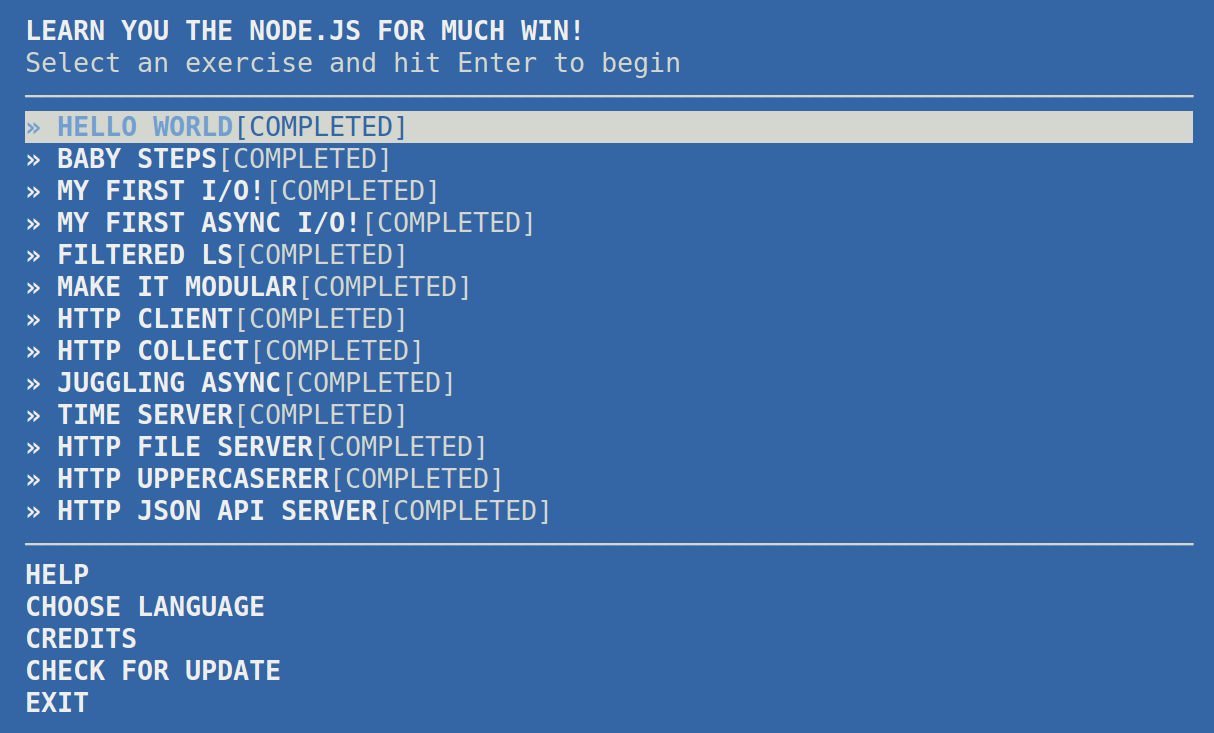 LEARN YOU THE NODE.JS FOR MUCH WIN!
Select an exercise and hit Enter to begin
» HELLO WORLD[COMPLETED]
» BABY STEPS[COMPLETED]
» MY FIRST I/O![COMPLETED]
» MY FIRST ASYNC I/O![COMPLETED]
» FILTERED LS[COMPLETED]
» MAKE IT MODULAR[COMPLETED]
» HTTP CLIENT[COMPLETED]
» HTTP COLLECT[COMPLETED]
» JUGGLING ASYNC[COMPLETED]
» TIME SERVER[COMPLETED]
» HTTP FILE SERVER[COMPLETED]
» HTTP UPPERCASERER[COMPLETED]
» HTTP JSON API SERVER[COMPLETED]
HELP
CHOOSE LANGUAGE
CREDITS
CHECK FOR UPDATE
EXIT